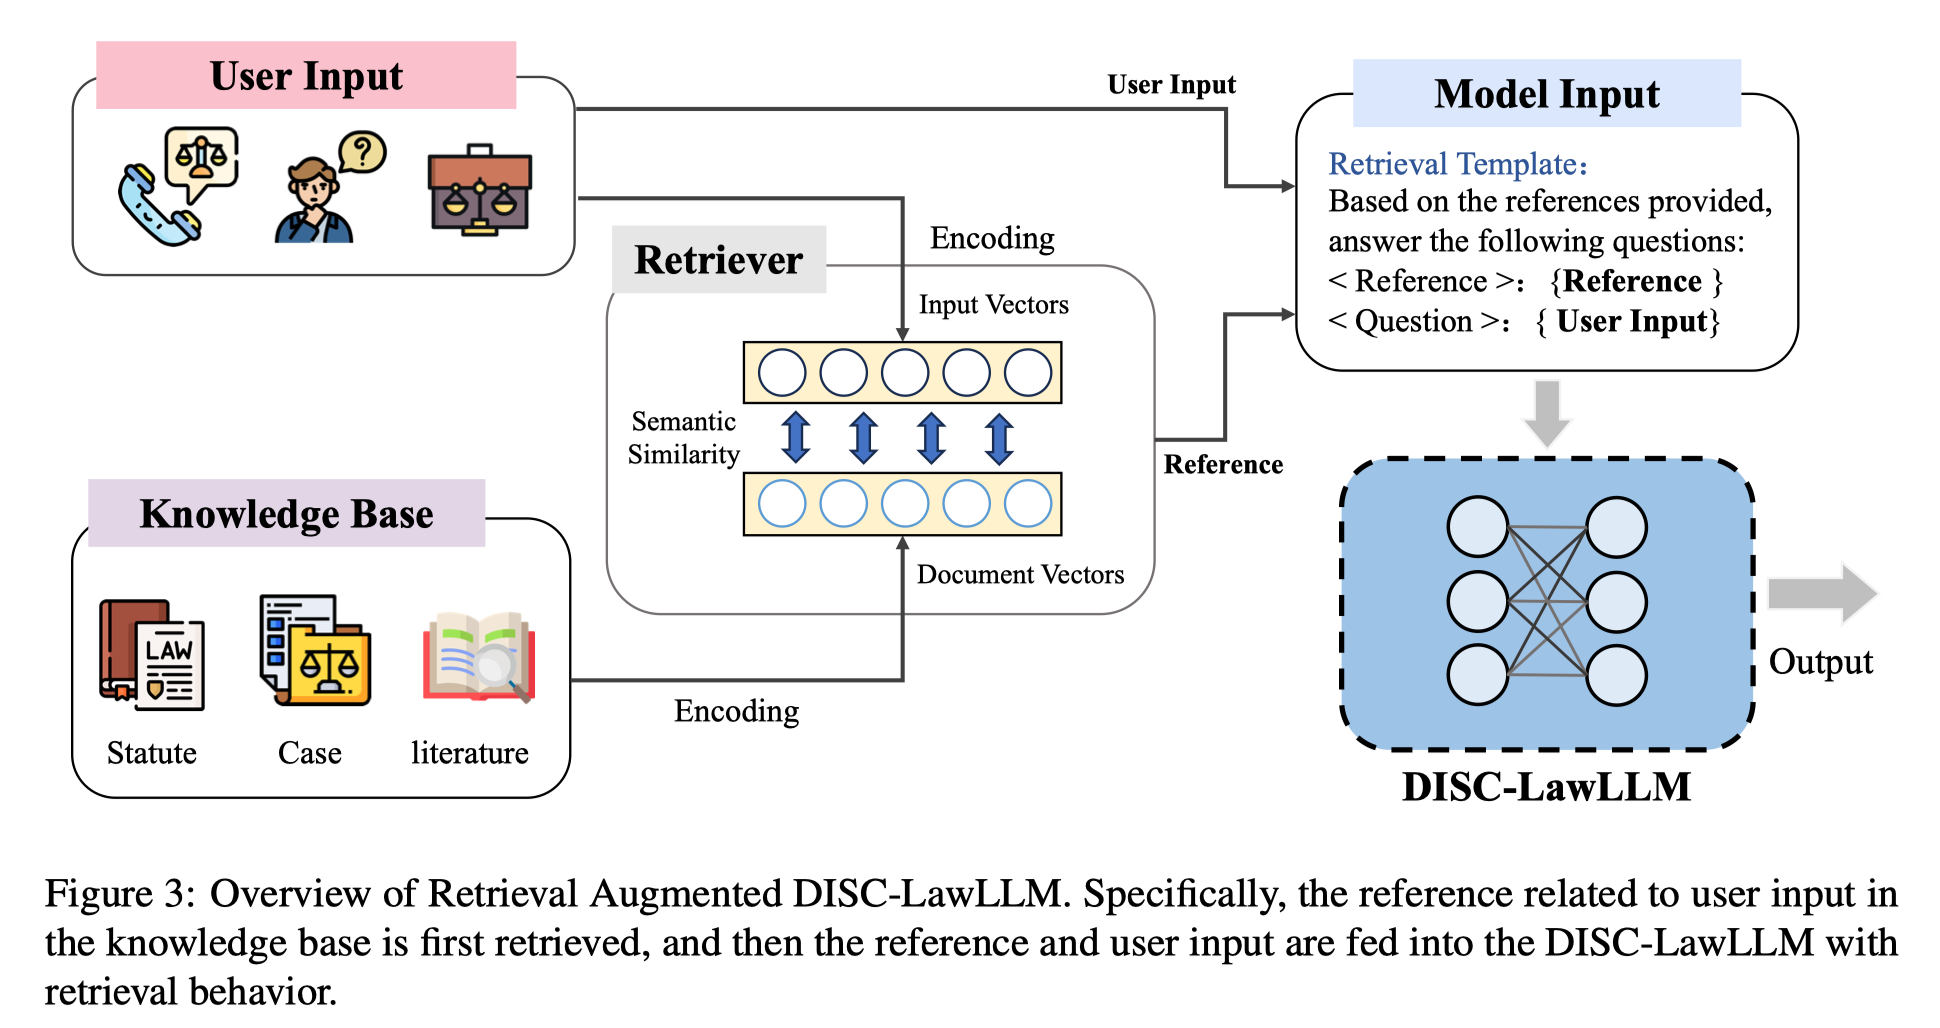 User Input
User Input
Model Input
Retrieval Template：
Based on the references provided,
answer the following questions:
< Reference >： {Reference }
< Question >： { User Input}
Encoding
Retriever
Input Vectors
Semantic
Similarity
Reference
Knowledge Base
Document Vectors
LAW
Statute
Case
literature
Encoding
Output
DISC-LawLLM
Figure 3: Overview of Retrieval Augmented DISC-LawLLM. Specifically, the reference related to user input in
the knowledge base is first retrieved, and then the reference and user input are fed into the DISC-LawLLM with
retrieval behavior.